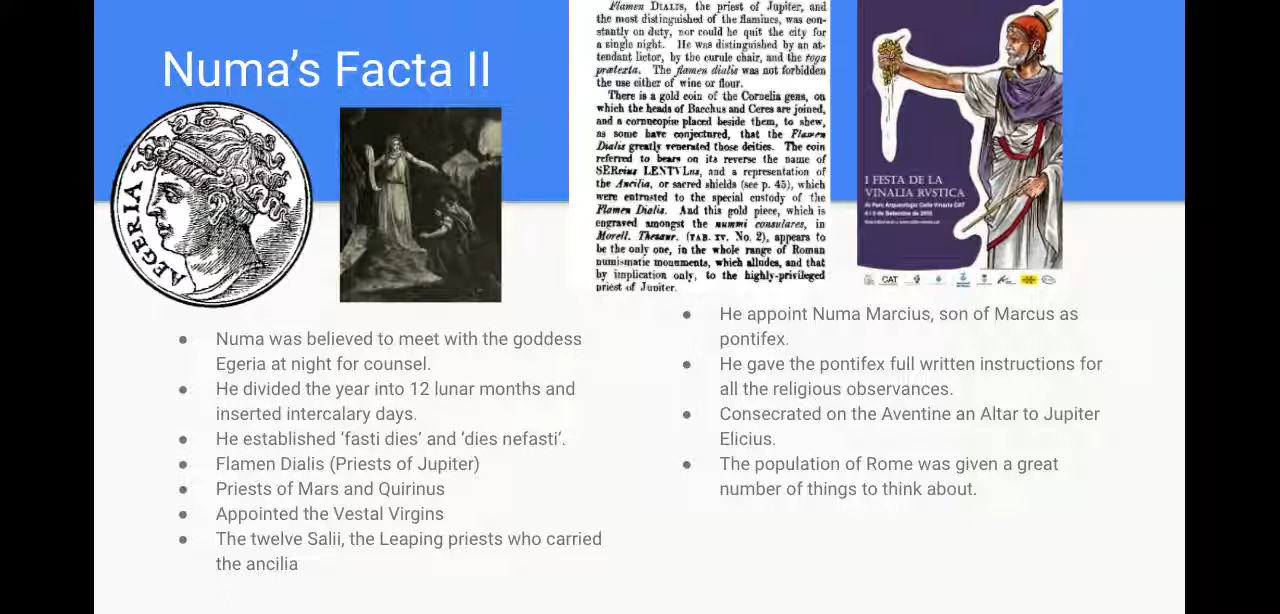 Numa's Facta II
AEGERIA
FLAMEN DIALIS, the priest of Jupiter, and
the most distinguished of the flamines, was con-
stantly on duty, nor could he quit the city for
a single night. He was distinguished by an at-
tendant lictor, by the curule chair, and the toga
prætexta. The flamen dialis was not forbidden
the use either of wine or flour.
There is a gold coin of the Cornelia gens, on
which the heads of Bacchus and Ceres are joined,
and a cornucopiæ placed beside them, to shew,
as some have conjectured, that the Flamen
Dialis greatly venerated those deities. The coin
referred to bears on its reverse the name of
SERvius LENTVLus, and a representation of
the Ancilia, or sacred shields (see p. 45), which
were entrusted to the special custody of the
Flamen Dialis. And this gold piece, which is
engraved amongst the nummi consulares, in
Morell. Thesaur. (TAB. XV. No. 2), appears to
be the only one, in the whole range of Roman
numismatic monuments, which alludes, and that
by implication only, to the highly-privileged
priest of Jupiter.
I FESTA DE LA
VINALIA RVSTICA
CAT
● Numa was believed to meet with the goddess
Egeria at night for counsel.
● He divided the year into 12 lunar months and
inserted intercalary days.
● He established ‘fasti dies’ and ‘dies nefasti’.
● Flamen Dialis (Priests of Jupiter)
● Priests of Mars and Quirinus
● Appointed the Vestal Virgins
● The twelve Salii, the Leaping priests who carried
the ancilia
● He appoint Numa Marcius, son of Marcus as
pontifex.
● He gave the pontifex full written instructions for
all the religious observances.
● Consecrated on the Aventine an Altar to Jupiter
Elicius.
● The population of Rome was given a great
number of things to think about.